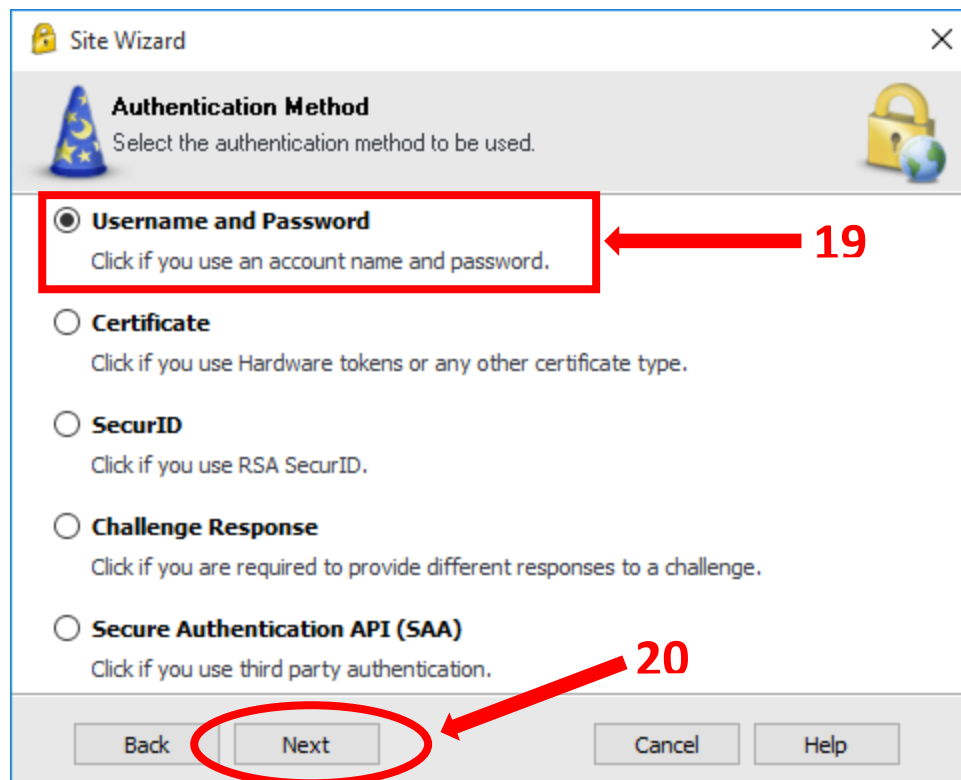 Site Wizard
Authentication Method
Select the authentication method to be used.
Username and Password
Click if you use an account name and password.
19
Certificate
Click if you use Hardware tokens or any other certificate type.
SecurID
Click if you use RSA SecurID.
Challenge Response
Click if you are required to provide different responses to a challenge.
Secure Authentication API (SAA)
Click if you use third party authentication.
20
Back Next Cancel Help